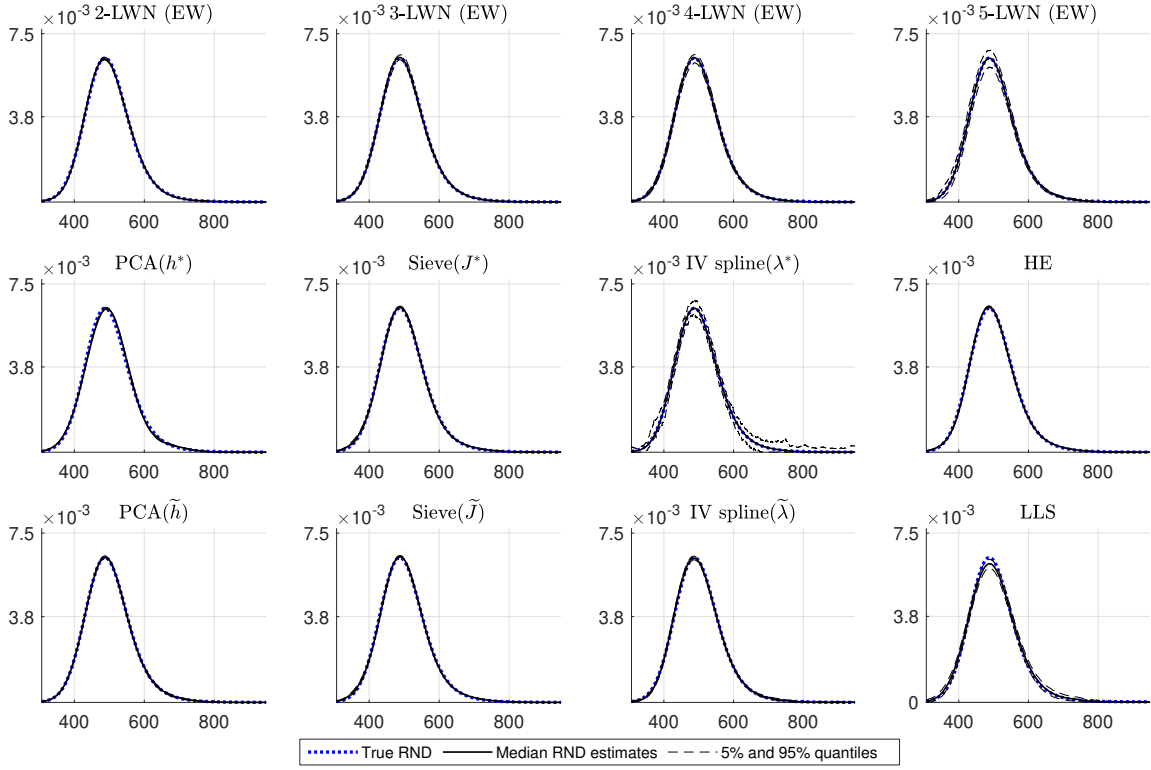 2-LWN (EW)
×10⁻³
7.5
3.8
400 600 800
3-LWN (EW)
×10⁻³
7.5
3.8
400 600 800
4-LWN (EW)
×10⁻³
7.5
3.8
400 600 800
5-LWN (EW)
×10⁻³
7.5
3.8
400 600 800
PCA(h*)
×10⁻³
7.5
3.8
400 600 800
Sieve(J*)
×10⁻³
7.5
3.8
400 600 800
IV spline(λ*)
×10⁻³
7.5
3.8
400 600 800
HE
×10⁻³
7.5
3.8
400 600 800
PCA(h̃)
×10⁻³
7.5
3.8
400 600 800
Sieve(J̃)
×10⁻³
7.5
3.8
400 600 800
IV spline(λ̃)
×10⁻³
7.5
3.8
400 600 800
LLS
×10⁻³
7.5
3.8
0
400 600 800
True RND Median RND estimates 5% and 95% quantiles